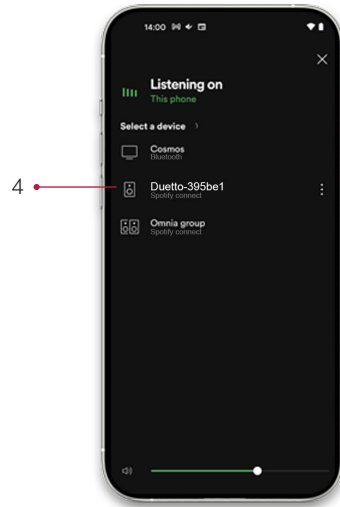 14:00
Listening on
This phone
Select a device
Cosmos
Bluetooth
4
Duetto-395be1
Spotify connect
Omnia group
Spotify connect